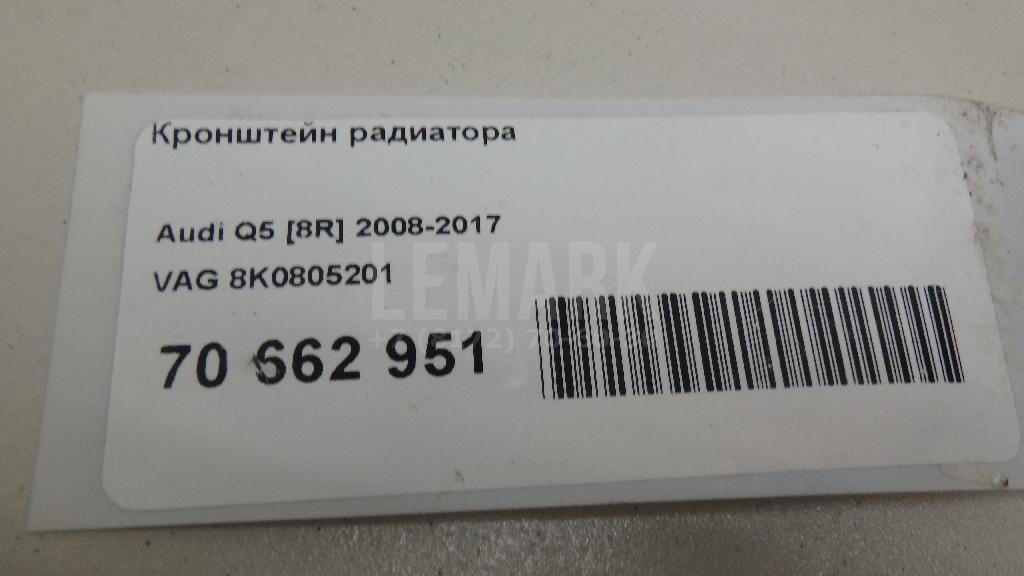 Кронштейн радиатора
Audi Q5 [8R] 2008-2017
VAG 8K0805201
LEMARK
70 662 951